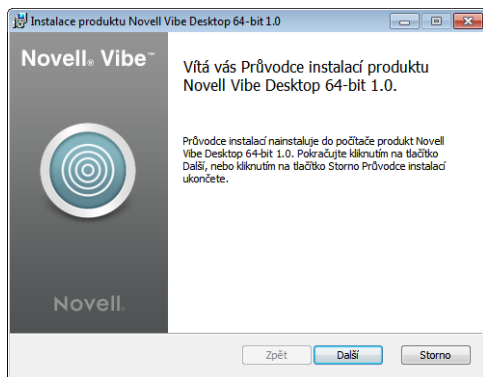 Instalace produktu Novell Vibe Desktop 64-bit 1.0
Novell® Vibe™
Vítá vás Průvodce instalací produktu
Novell Vibe Desktop 64-bit 1.0.
Průvodce instalací nainstaluje do počítače produkt Novell
Vibe Desktop 64-bit 1.0. Pokračujte kliknutím na tlačítko
Další, nebo kliknutím na tlačítko Storno Průvodce instalací
ukončete.
Novell.
Zpět
Další
Storno